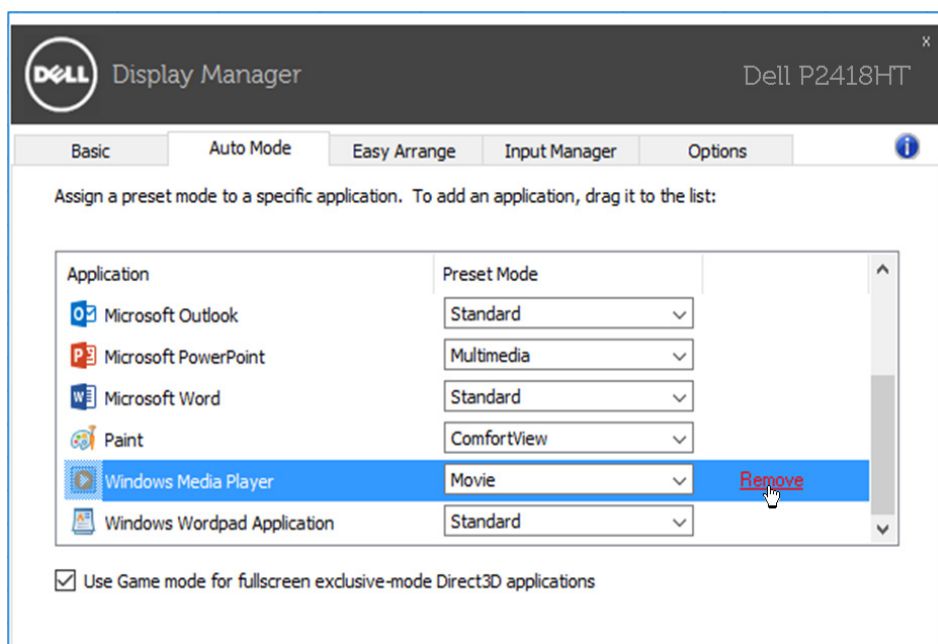 DELL Display Manager Dell P2418HT x
Basic Auto Mode Easy Arrange Input Manager Options i
Assign a preset mode to a specific application. To add an application, drag it to the list:
Application Preset Mode
Microsoft Outlook Standard
Microsoft PowerPoint Multimedia
Microsoft Word Standard
Paint ComfortView
Windows Media Player Movie Remove
Windows Wordpad Application Standard
Use Game mode for fullscreen exclusive-mode Direct3D applications